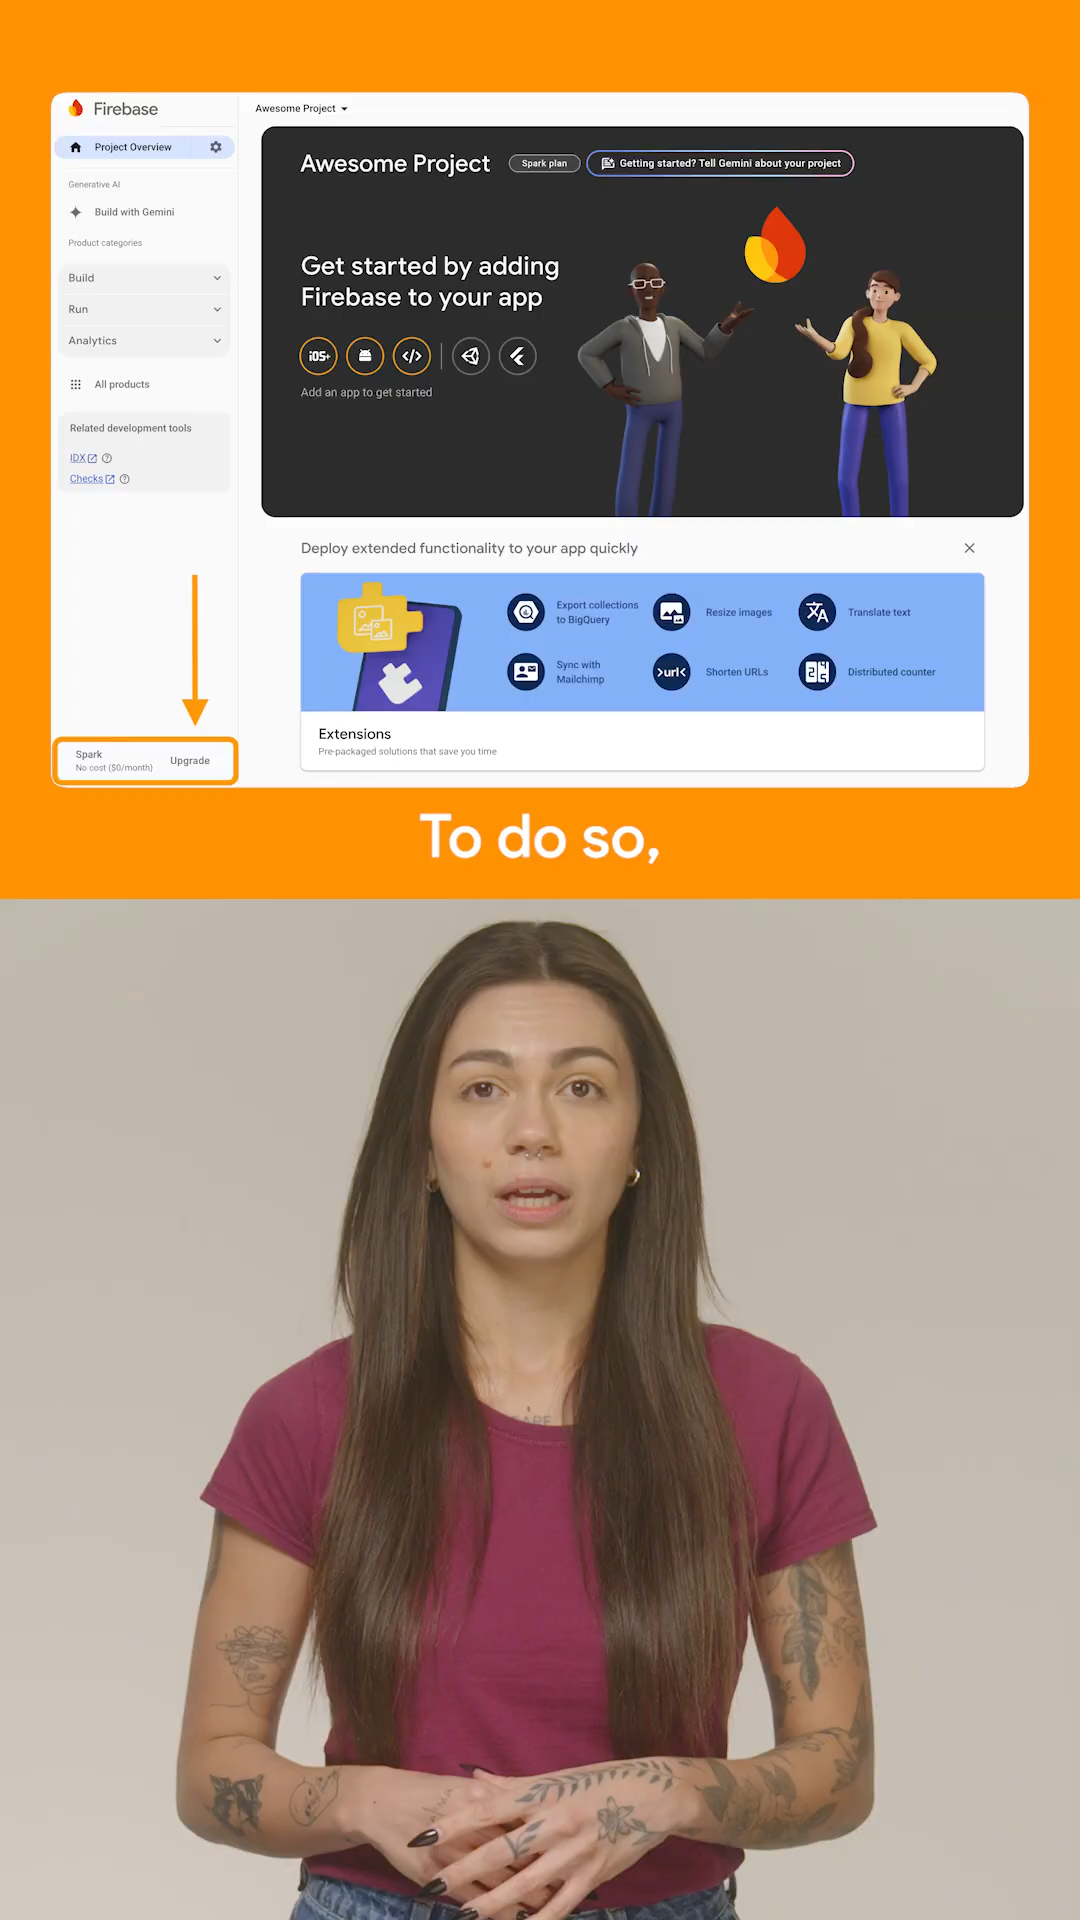 Firebase
Project Overview
Generative AI
Build with Gemini
Product categories
Build
Run
Analytics
All products
Related development tools
IDX
Checks
Spark
No cost ($0/month)
Upgrade
Awesome Project
Awesome Project
Spark plan
Getting started? Tell Gemini about your project
Get started by adding
Firebase to your app
iOS+
Add an app to get started
Deploy extended functionality to your app quickly
Export collections
to BigQuery
Resize images
Translate text
Sync with
Mailchimp
>url<
Shorten URLs
Distributed counter
Extensions
Pre-packaged solutions that save you time
To do so,